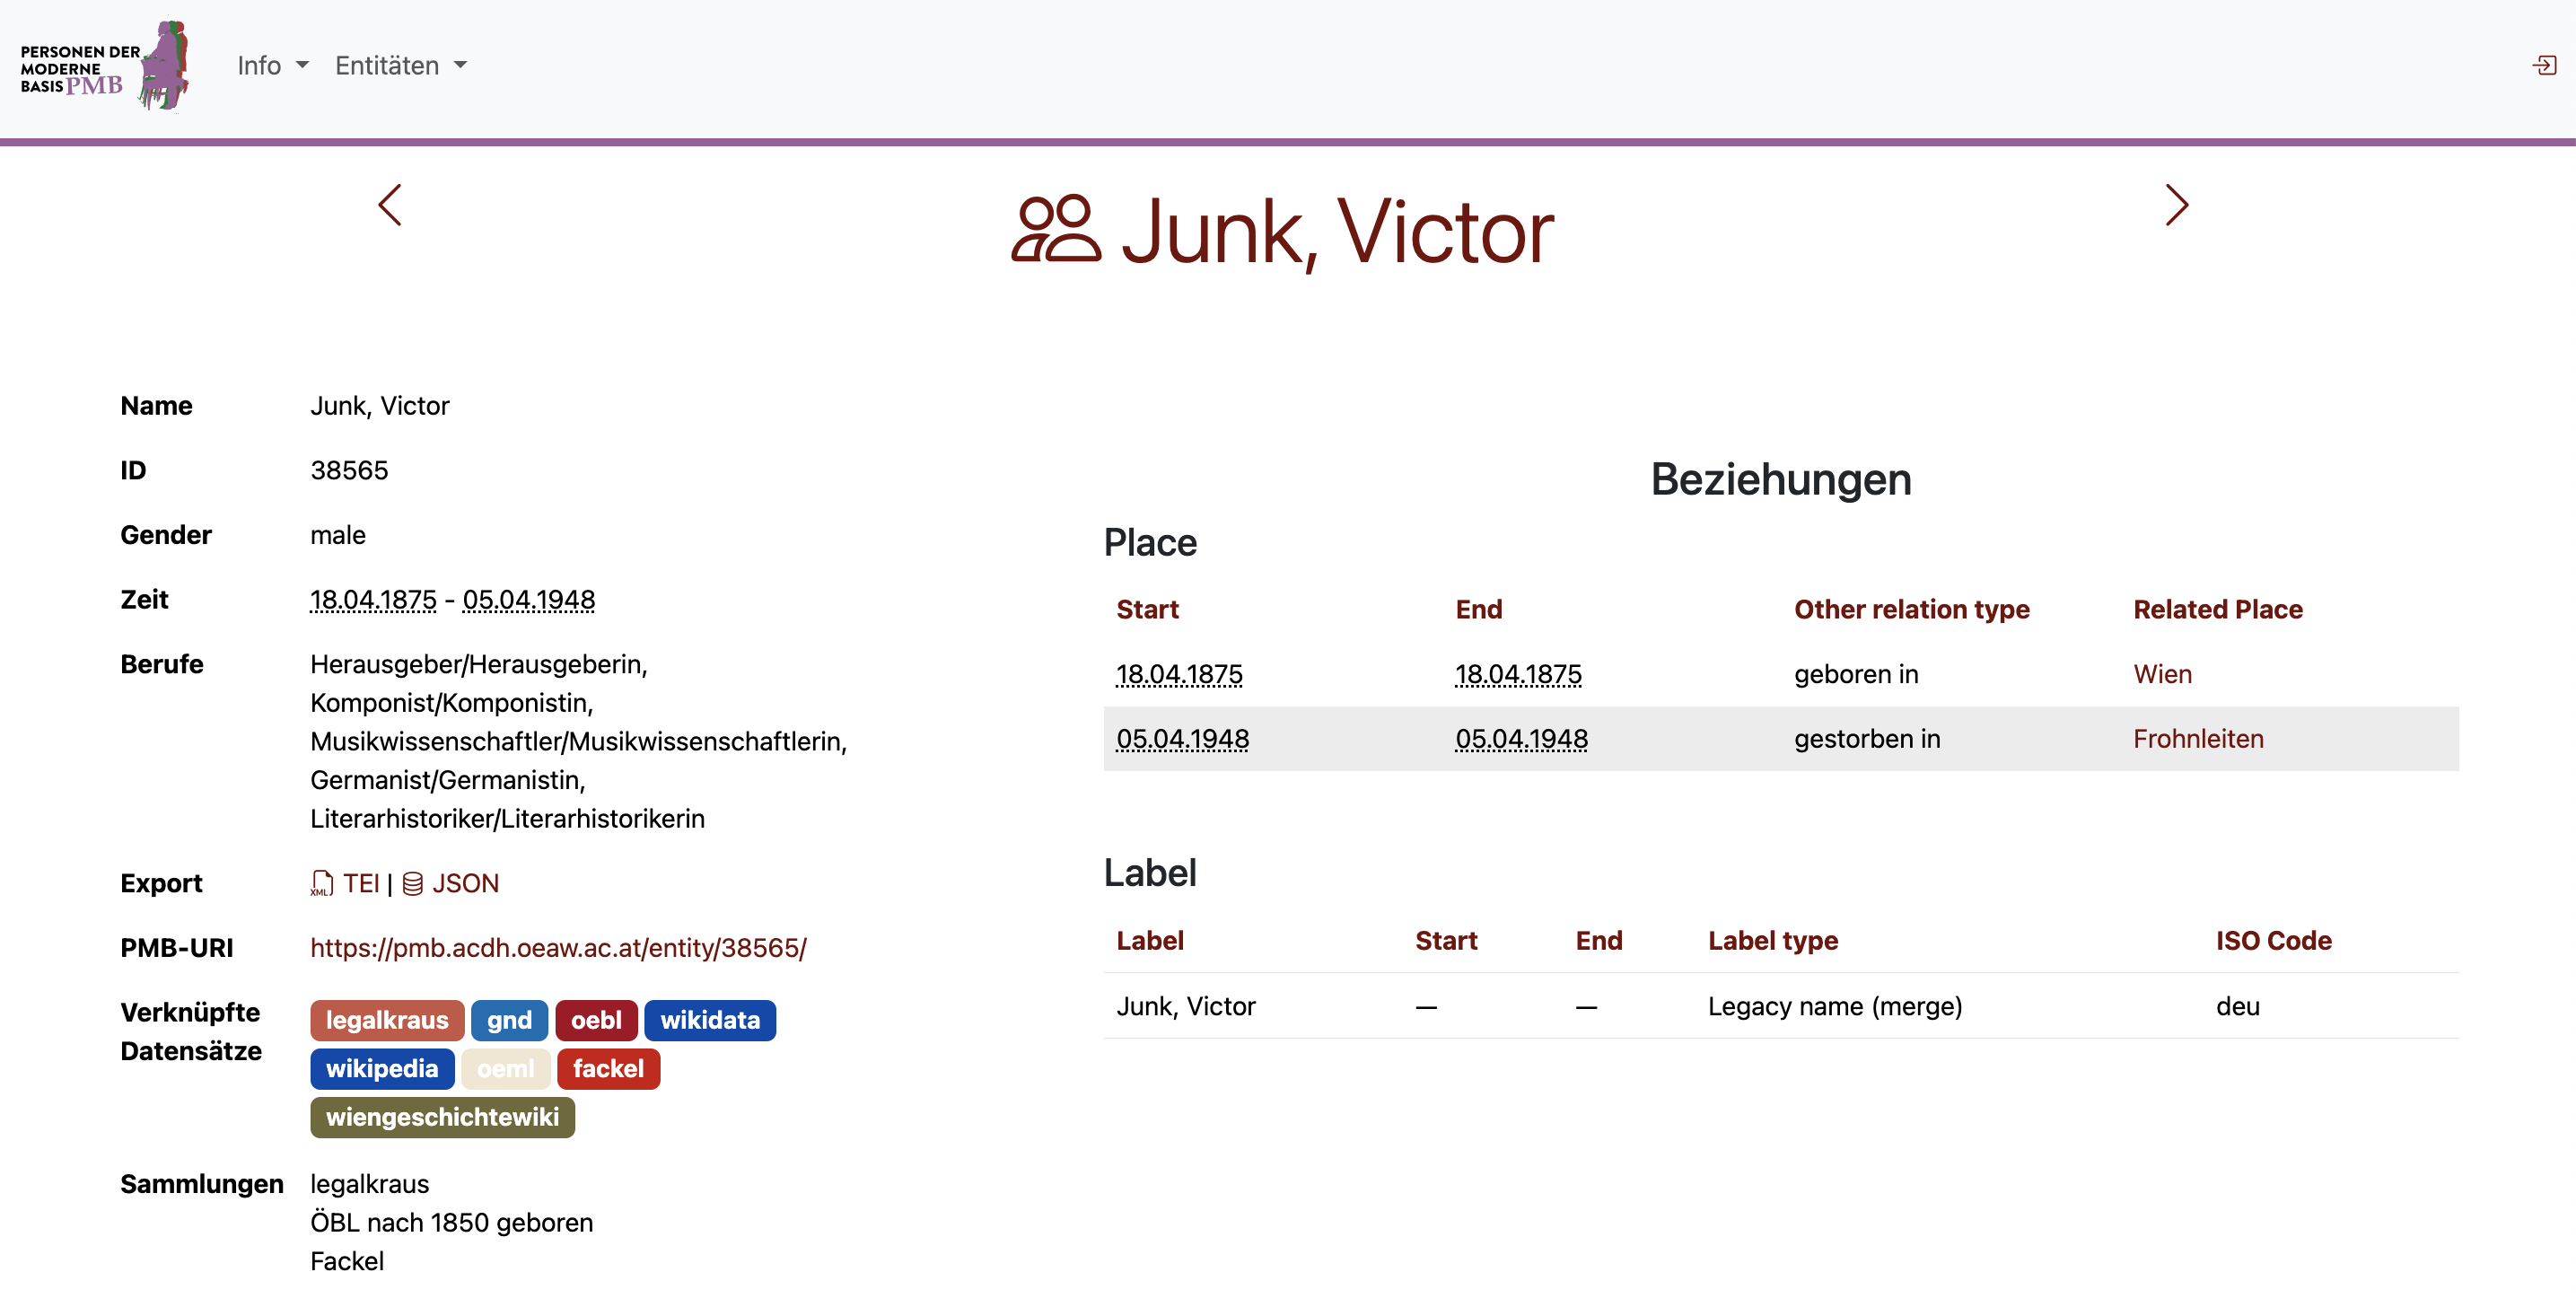 PERSONEN DER
MODERNE
BASIS PMB
Info Entitäten
Junk, Victor
Name Junk, Victor
ID 38565
Gender male
Zeit 18.04.1875 - 05.04.1948
Berufe Herausgeber/Herausgeberin,
Komponist/Komponistin,
Musikwissenschaftler/Musikwissenschaftlerin,
Germanist/Germanistin,
Literarhistoriker/Literarhistorikerin
Export XML TEI | JSON
PMB-URI https://pmb.acdh.oeaw.ac.at/entity/38565/
Verknüpfte Datensätze legalkraus gnd oebl wikidata
wikipedia oeml fackel
wiengeschichtewiki
Sammlungen legalkraus
ÖBL nach 1850 geboren
Fackel
Beziehungen
Place
Start End Other relation type Related Place
18.04.1875 18.04.1875 geboren in Wien
05.04.1948 05.04.1948 gestorben in Frohnleiten
Label
Label Start End Label type ISO Code
Junk, Victor — — Legacy name (merge) deu